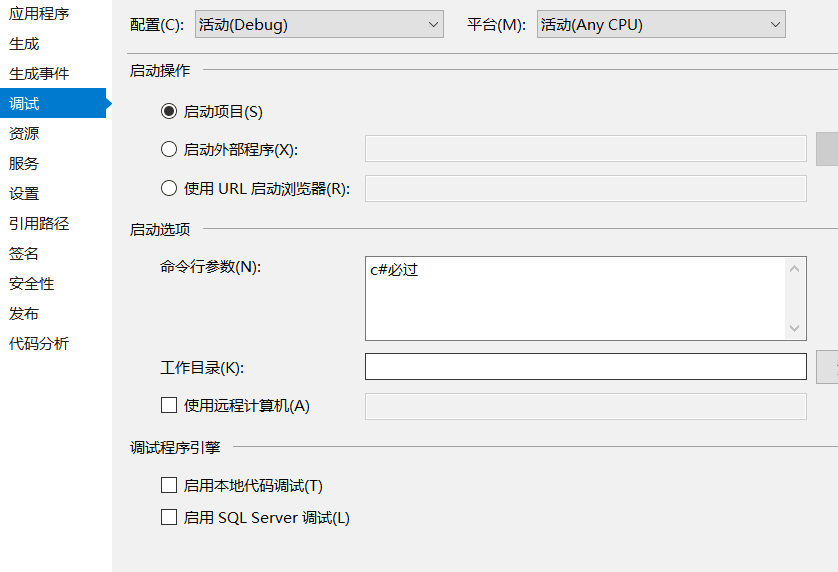 应用程序
生成
生成事件
调试
资源
服务
设置
引用路径
签名
安全性
发布
代码分析
配置(C): 活动(Debug) 平台(M): 活动(Any CPU)
启动操作
启动项目(S)
启动外部程序(X):
使用 URL 启动浏览器(R):
启动选项
命令行参数(N): c#必过
工作目录(K):
使用远程计算机(A)
调试程序引擎
启用本地代码调试(T)
启用 SQL Server 调试(L)